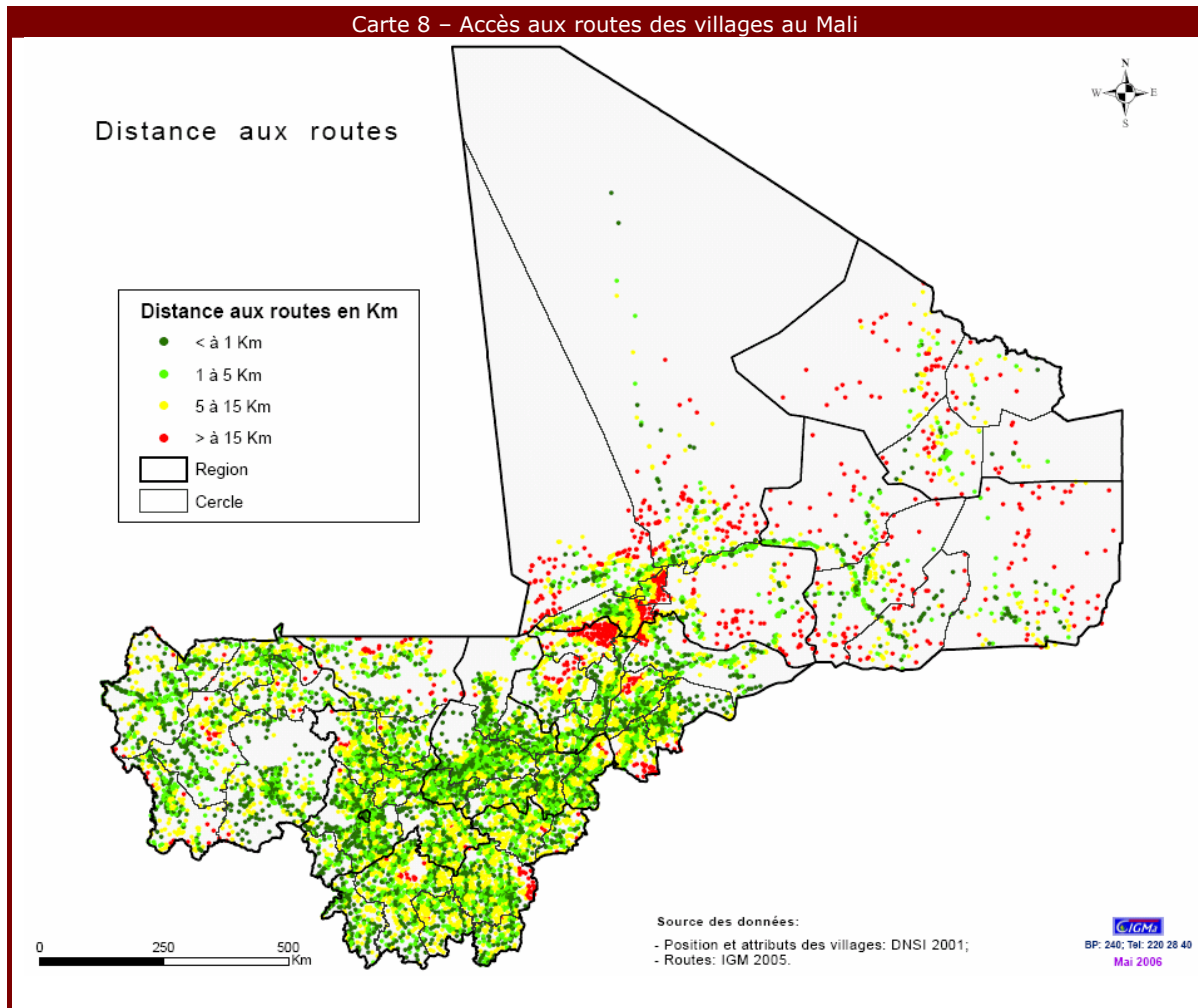 Carte 8 – Accès aux routes des villages au Mali
N
W E
S
Distance aux routes
Distance aux routes en Km
< à 1 Km
1 à 5 Km
5 à 15 Km
> à 15 Km
Region
Cercle
Source des données:
- Position et attributs des villages: DNSI 2001;
- Routes: IGM 2005.
0 250 500
Km
CIGMa
BP: 240; Tel: 220 28 40
Mai 2006